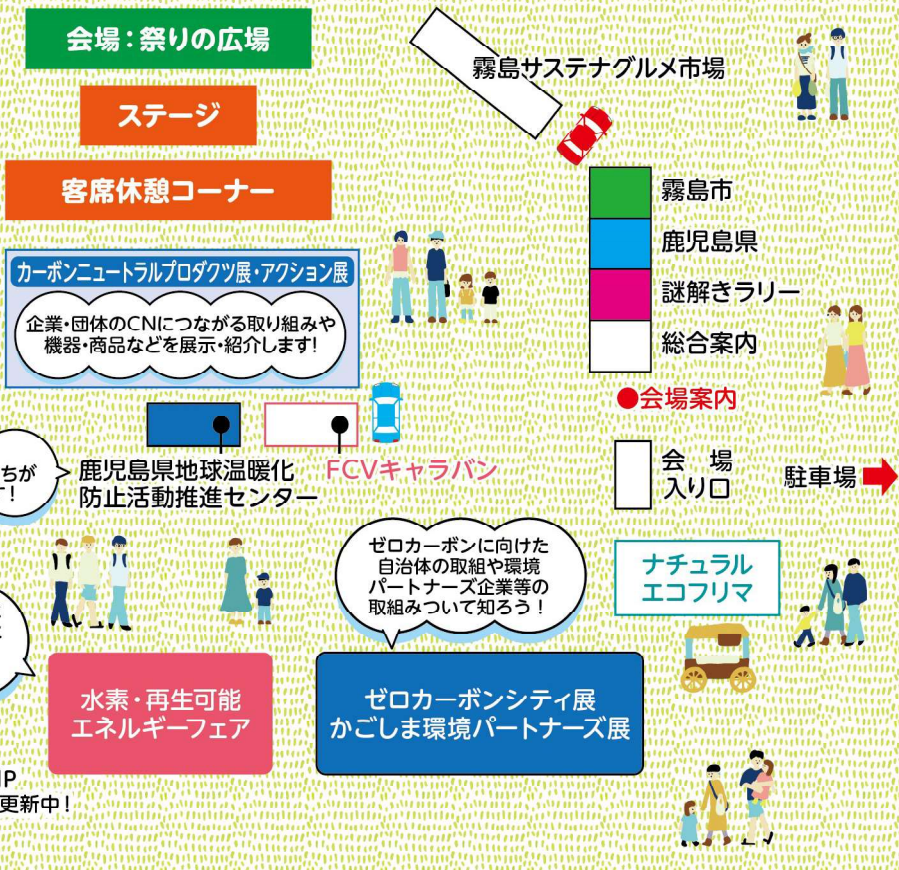 会場：祭りの広場
ステージ
客席休憩コーナー
霧島サステナグルメ市場
霧島市
鹿児島県
謎解きラリー
総合案内
●会場案内
カーボンニュートラルプロダクツ展・アクション展
企業・団体のCNにつながる取り組みや
機器・商品などを展示・紹介します！
鹿児島県地球温暖化
防止活動推進センター
FCVキャラバン
会　場
入り口
駐車場
ちが
！
ゼロカーボンに向けた
自治体の取組や環境
パートナーズ企業等の
取組みついて知ろう！
ナチュラル
エコフリマ
水素・再生可能
エネルギーフェア
ゼロカーボンシティ展
かごしま環境パートナーズ展
更新中！